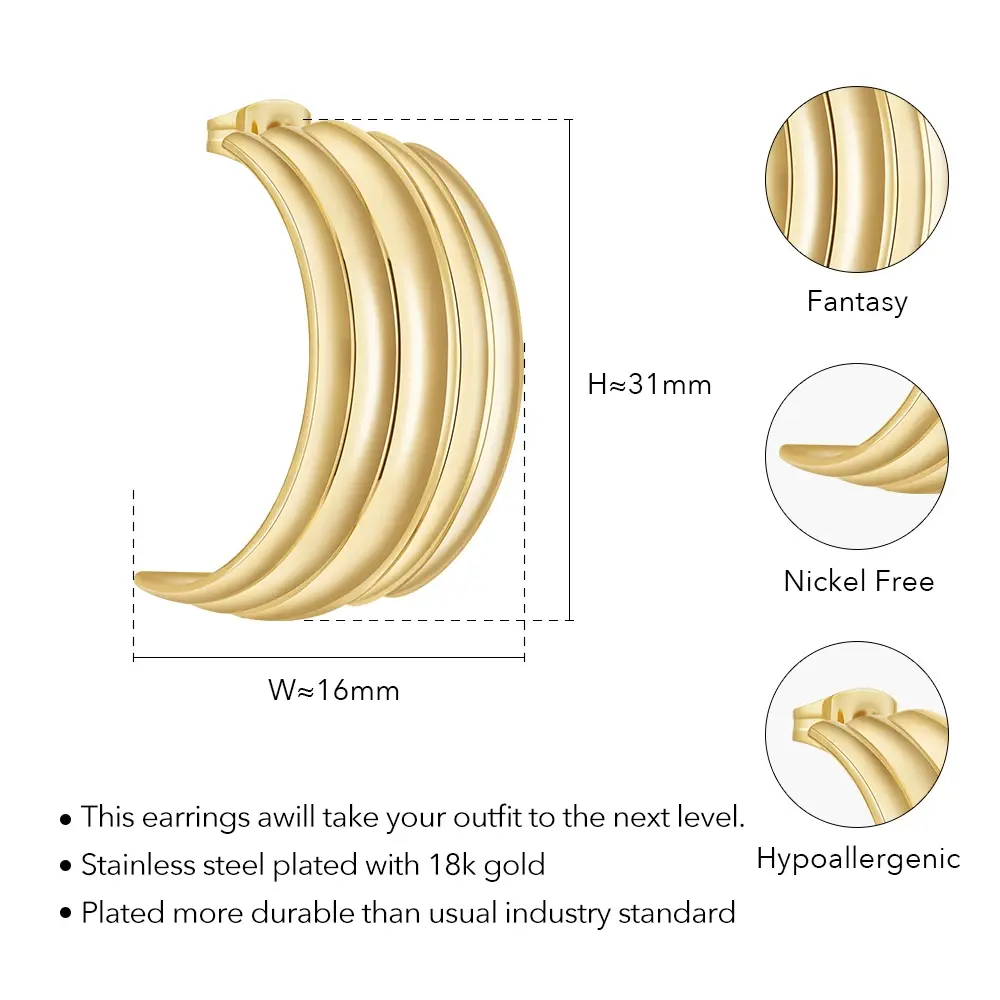 Fantasy
H≈31mm
Nickel Free
W≈16mm
• This earrings awill take your outfit to the next level.
• Stainless steel plated with 18k gold
• Plated more durable than usual industry standard
Hypoallergenic